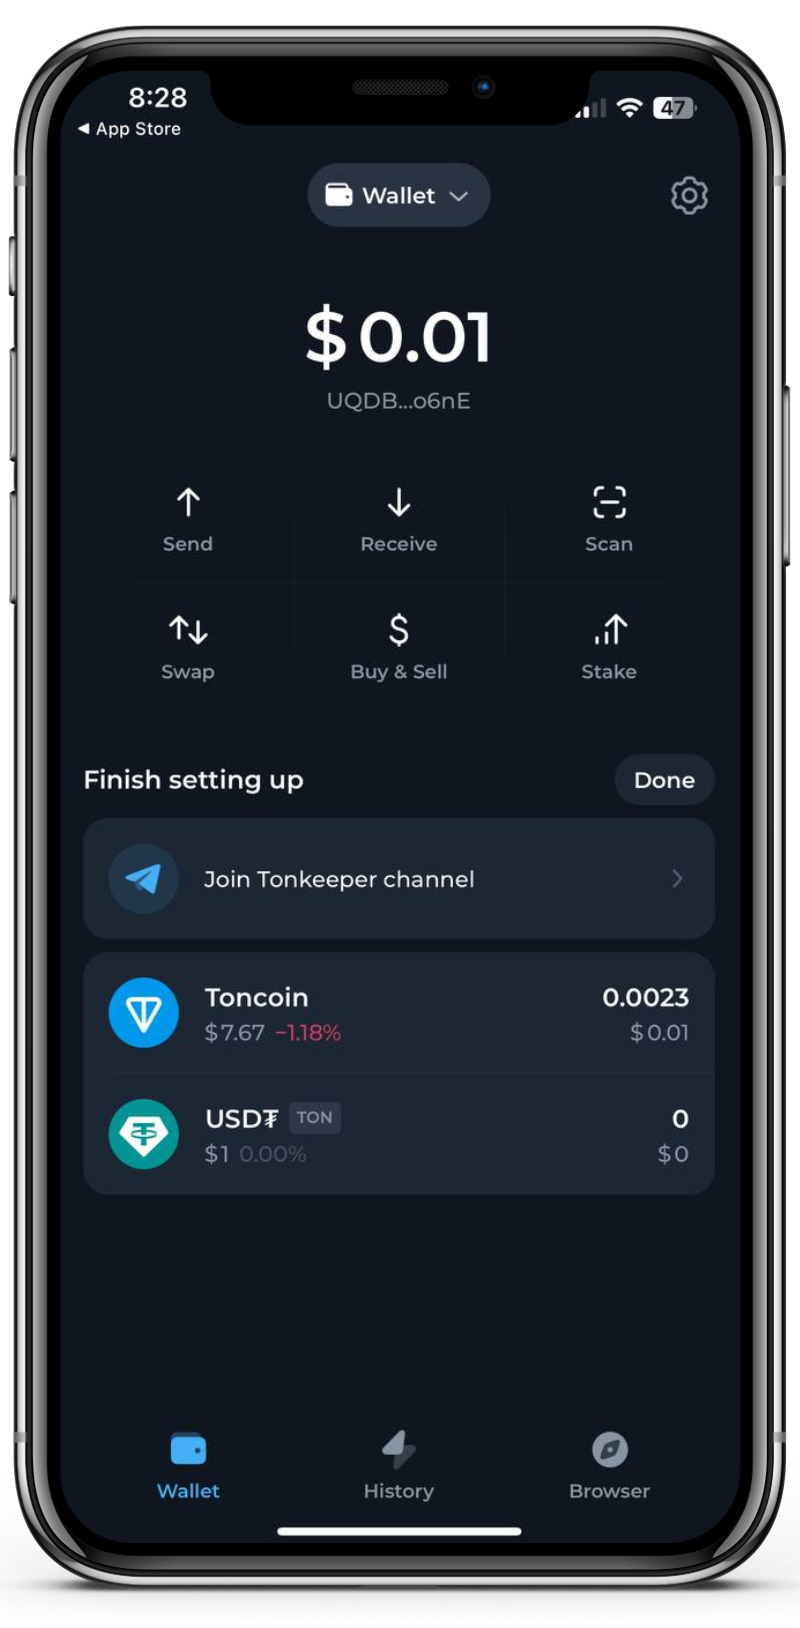 8:28
47
◀ App Store
Wallet
$0.01
UQDB...o6nE
Send
Receive
Scan
Swap
Buy & Sell
Stake
Finish setting up
Done
Join Tonkeeper channel
Toncoin
0.0023
$7.67 −1.18%
$0.01
USD₮ TON
0
$1 0.00%
$0
Wallet
History
Browser